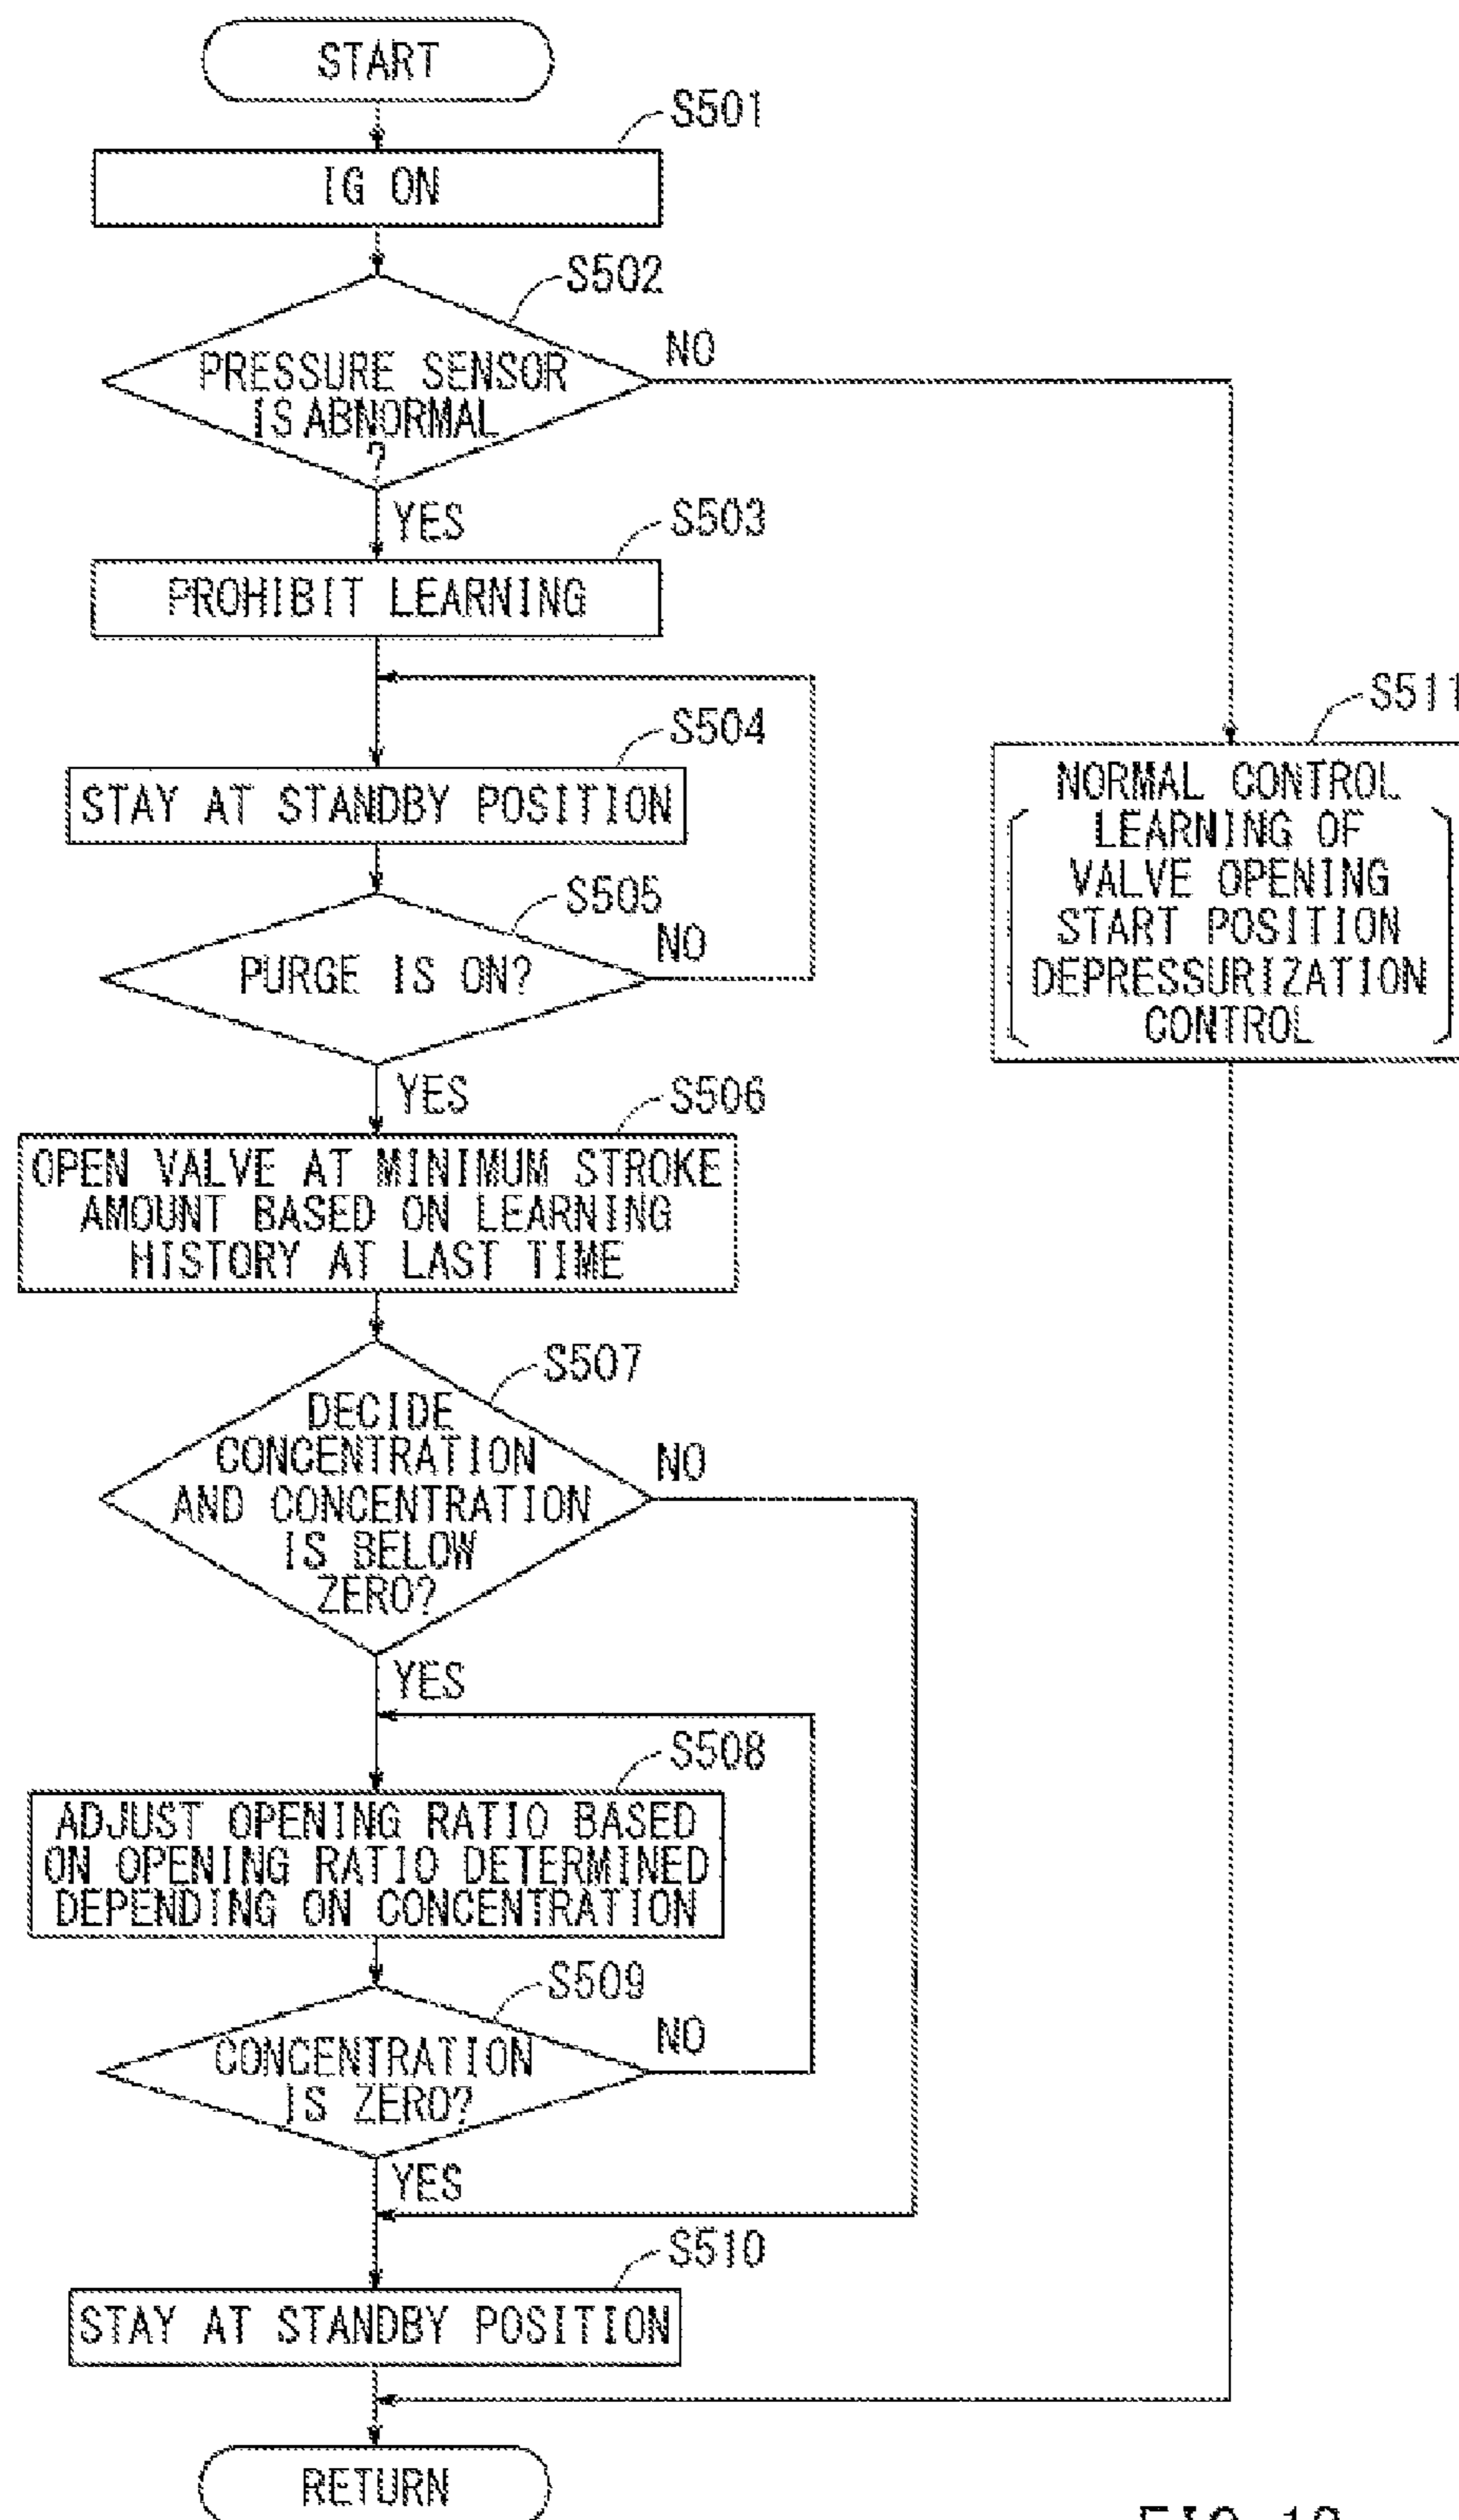 START
S501
IG ON
S502
PRESSURE SENSOR
IS ABNORMAL
?
NO
YES
S503
PROHIBIT LEARNING
S504
STAY AT STANDBY POSITION
S505
PURGE IS ON?
NO
YES
S511
NORMAL CONTROL
LEARNING OF
VALVE OPENING
START POSITION
DEPRESSURIZATION
CONTROL
S506
OPEN VALVE AT MINIMUM STROKE
AMOUNT BASED ON LEARNING
HISTORY AT LAST TIME
S507
DECIDE
CONCENTRATION
AND CONCENTRATION
IS BELOW
ZERO?
NO
YES
S508
ADJUST OPENING RATIO BASED
ON OPENING RATIO DETERMINED
DEPENDING ON CONCENTRATION
S509
CONCENTRATION
IS ZERO?
NO
YES
S510
STAY AT STANDBY POSITION
RETURN